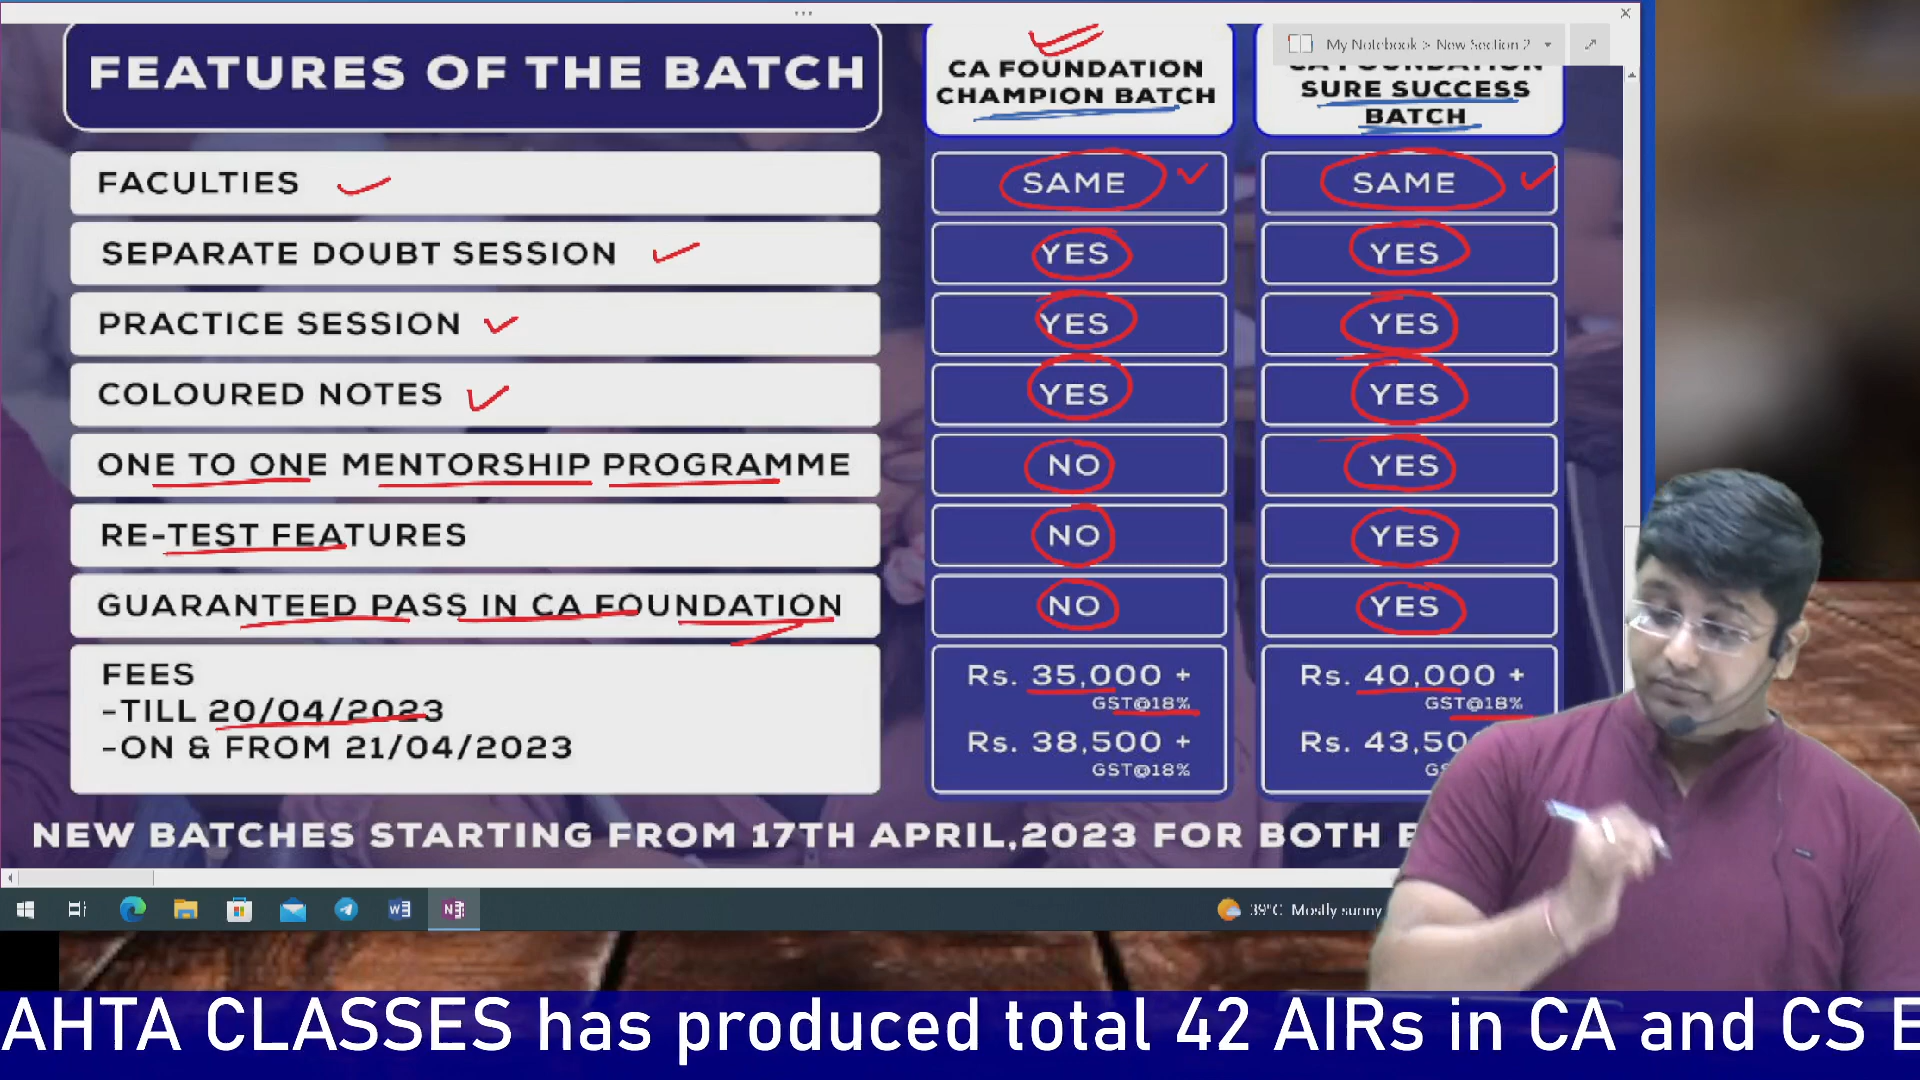 My Notebook > New Section 2
FEATURES OF THE BATCH
CA FOUNDATION
CHAMPION BATCH
CA FOUNDATION
SURE SUCCESS
BATCH
FACULTIES SAME SAME
SEPARATE DOUBT SESSION YES YES
PRACTICE SESSION YES YES
COLOURED NOTES YES YES
ONE TO ONE MENTORSHIP PROGRAMME NO YES
RE-TEST FEATURES NO YES
GUARANTEED PASS IN CA FOUNDATION NO YES
FEES
-TILL 20/04/2023
-ON & FROM 21/04/2023
Rs. 35,000 +
GST@18%
Rs. 38,500 +
GST@18%
Rs. 40,000 +
GST@18%
Rs. 43,50
NEW BATCHES STARTING FROM 17TH APRIL,2023 FOR BOTH
39°C Mostly sunny
AHTA CLASSES has produced total 42 AIRs in CA and CS E